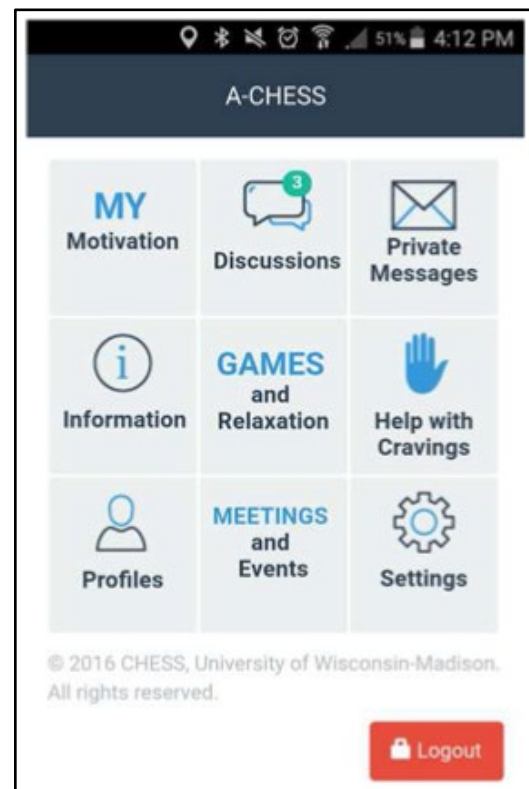 51% 4:12 PM
A-CHESS
MY
Motivation
3
Discussions
Private
Messages
i
Information
GAMES
and
Relaxation
Help with
Cravings
Profiles
MEETINGS
and
Events
Settings
© 2016 CHESS, University of Wisconsin-Madison.
All rights reserved.
Logout